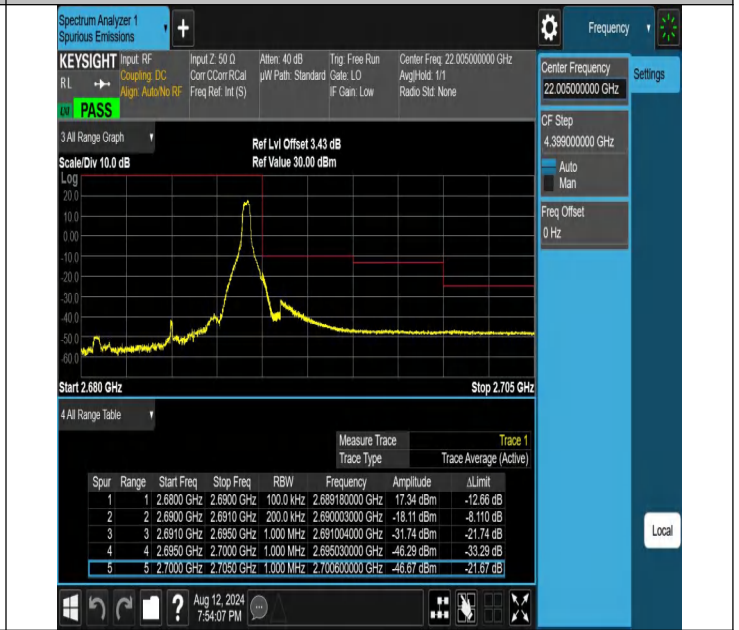 Spectrum Analyzer 1
Spurious Emissions
+
Frequency
KEYSIGHT
RL
PASS
Input: RF
Coupling: DC
Align: Auto/No RF
Input Z: 50 Ω
Corr CCorr RCal
Freq Ref: Int (S)
Atten: 40 dB
µW Path: Standard
Trig: Free Run
Gate: LO
IF Gain: Low
Center Freq: 22.005000000 GHz
Avg|Hold: 1/1
Radio Std: None
Center Frequency
22.005000000 GHz
Settings
CF Step
4.399000000 GHz
Auto
Man
Freq Offset
0 Hz
3 All Range Graph
Ref Lvl Offset 3.43 dB
Scale/Div 10.0 dB
Ref Value 30.00 dBm
Log
20.0
10.0
0.00
-10.0
-20.0
-30.0
-40.0
-50.0
-60.0
Start 2.680 GHz
Stop 2.705 GHz
4 All Range Table
Measure Trace Trace 1
Trace Type Trace Average (Active)
Spur Range Start Freq Stop Freq RBW Frequency Amplitude ΔLimit
1 1 2.6800 GHz 2.6900 GHz 100.0 kHz 2.689180000 GHz 17.34 dBm -12.66 dB
2 2 2.6900 GHz 2.6910 GHz 200.0 kHz 2.690003000 GHz -18.11 dBm -8.110 dB
3 3 2.6910 GHz 2.6950 GHz 1.000 MHz 2.691004000 GHz -31.74 dBm -21.74 dB
4 4 2.6950 GHz 2.7000 GHz 1.000 MHz 2.695030000 GHz -46.29 dBm -33.29 dB
5 5 2.7000 GHz 2.7050 GHz 1.000 MHz 2.700600000 GHz -46.67 dBm -21.67 dB
Local
?
Aug 12, 2024
7:54:07 PM